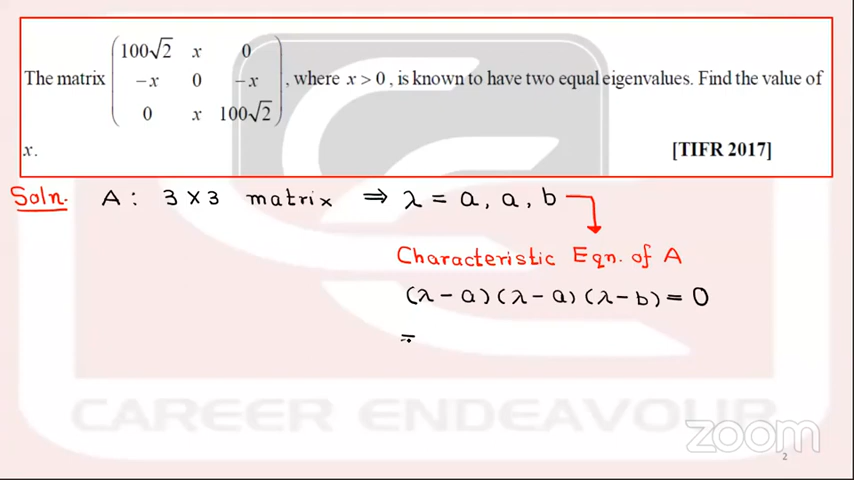 The matrix
100√2 x 0
-x 0 -x
0 x 100√2
, where x > 0 , is known to have two equal eigenvalues. Find the value of
x. [TIFR 2017]
Soln. A : 3 × 3 matrix ⇒ λ = a, a, b
Characteristic Eqn. of A
(λ - a) (λ - a) (λ - b) = 0
CAREER ENDEAVOUR
zoom
2